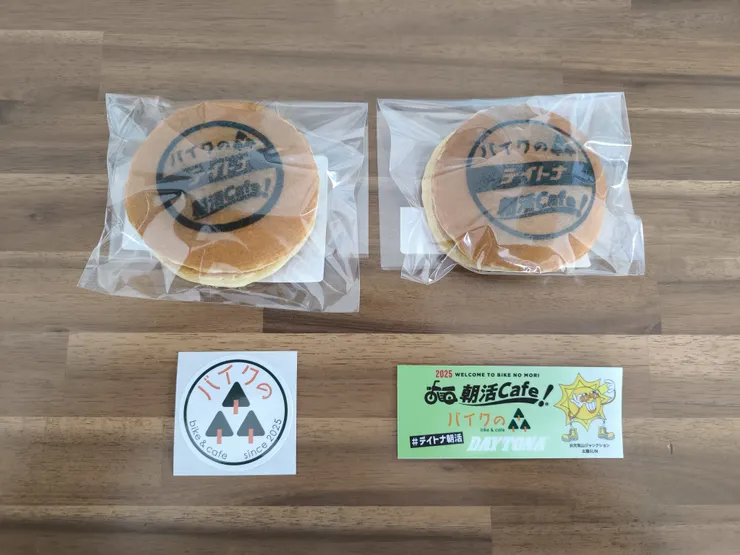 バイクの
朝活Cafe!
バイクの
デイトナ
朝活Cafe!
バイクの
bike & cafe since 2025
2025 WELCOME TO BIKE NO MORI
朝活Cafe!
バイクの
bike & cafe
#デイトナ朝活
DAYTONA